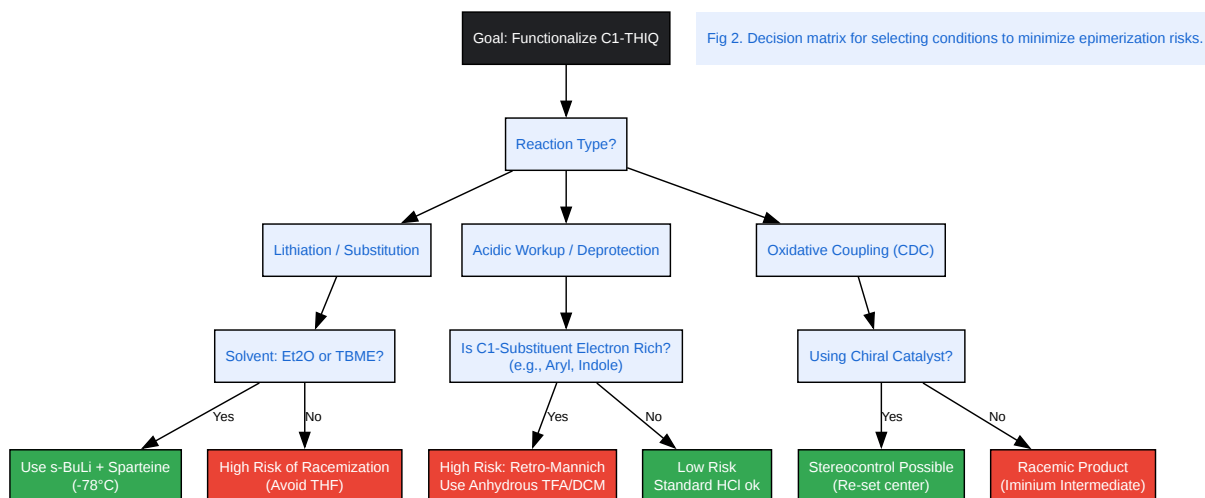 Goal: Functionalize C1-THIQ
Fig 2. Decision matrix for selecting conditions to minimize epimerization risks.
Reaction Type?
Lithiation / Substitution
Acidic Workup / Deprotection
Oxidative Coupling (CDC)
Solvent: Et2O or TBME?
Is C1-Substituent Electron Rich?
(e.g., Aryl, Indole)
Using Chiral Catalyst?
Yes
No
Yes
No
Yes
No
Use s-BuLi + Sparteine
(-78°C)
High Risk of Racemization
(Avoid THF)
High Risk: Retro-Mannich
Use Anhydrous TFA/DCM
Low Risk
Standard HCl ok
Stereocontrol Possible
(Re-set center)
Racemic Product
(Iminium Intermediate)